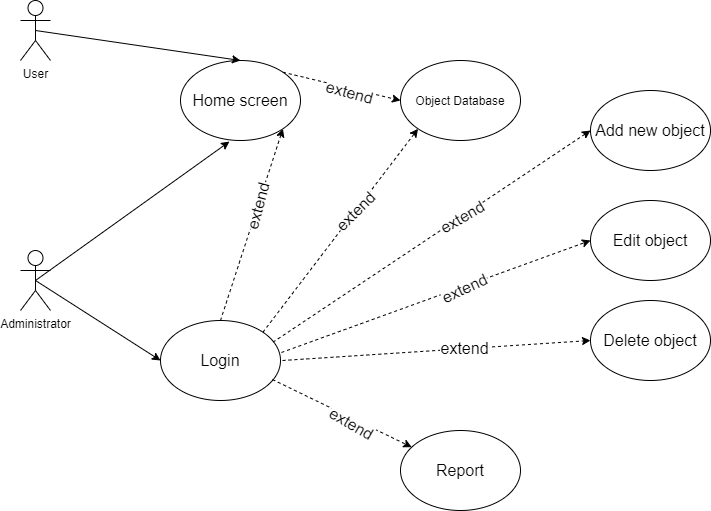 User
Home screen
extend
Object Database
Add new object
extend
extend
extend
Edit object
Administrator
extend
Login
extend
Delete object
extend
Report